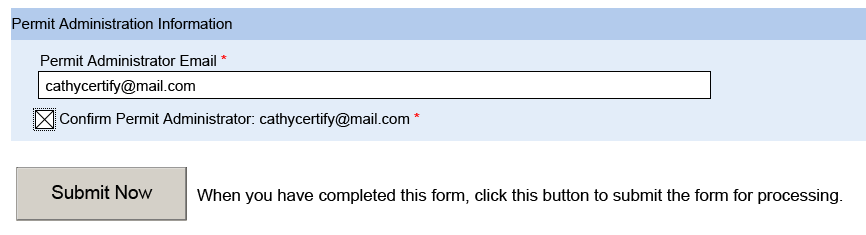 Permit Administration Information
Permit Administrator Email *
cathycertify@mail.com
Confirm Permit Administrator: cathycertify@mail.com *
Submit Now
When you have completed this form, click this button to submit the form for processing.